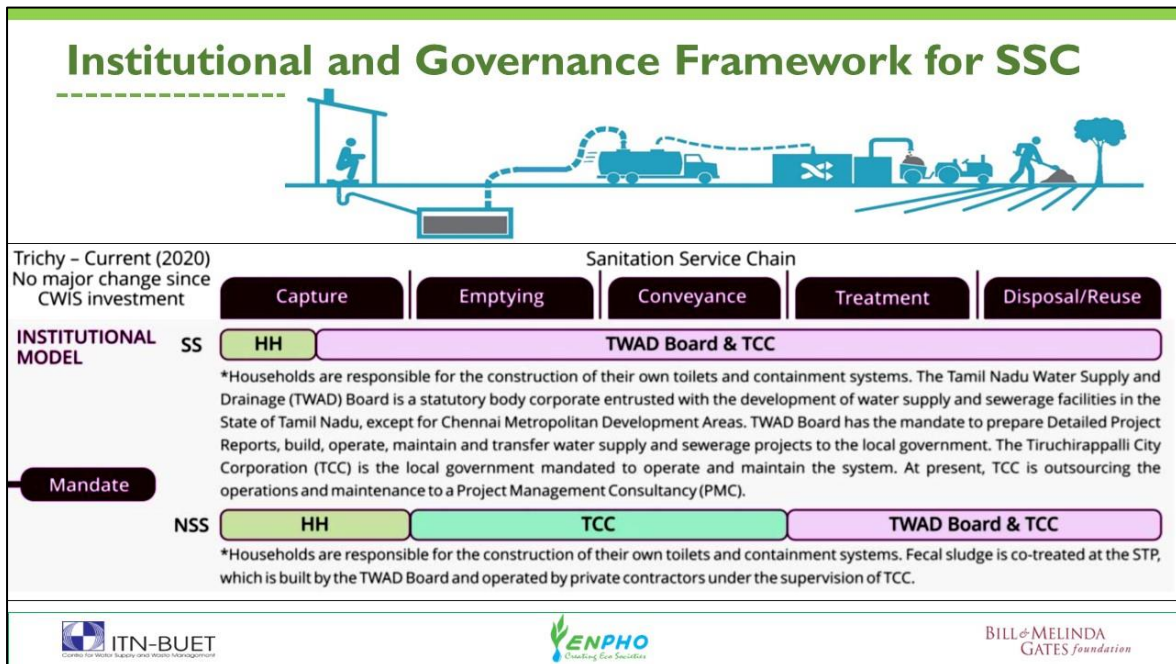 Institutional and Governance Framework for SSC
Trichy – Current (2020)
No major change since
CWIS investment
Sanitation Service Chain
Capture
Emptying
Conveyance
Treatment
Disposal/Reuse
INSTITUTIONAL
MODEL
SS
HH
TWAD Board & TCC
*Households are responsible for the construction of their own toilets and containment systems. The Tamil Nadu Water Supply and
Drainage (TWAD) Board is a statutory body corporate entrusted with the development of water supply and sewerage facilities in the
State of Tamil Nadu, except for Chennai Metropolitan Development Areas. TWAD Board has the mandate to prepare Detailed Project
Reports, build, operate, maintain and transfer water supply and sewerage projects to the local government. The Tiruchirappalli City
Corporation (TCC) is the local government mandated to operate and maintain the system. At present, TCC is outsourcing the
operations and maintenance to a Project Management Consultancy (PMC).
Mandate
NSS
HH
TCC
TWAD Board & TCC
*Households are responsible for the construction of their own toilets and containment systems. Fecal sludge is co-treated at the STP,
which is built by the TWAD Board and operated by private contractors under the supervision of TCC.
ITN-BUET
Centre for Water Supply and Waste Management
ENPHO
Creating Eco Societies
BILL & MELINDA
GATES foundation